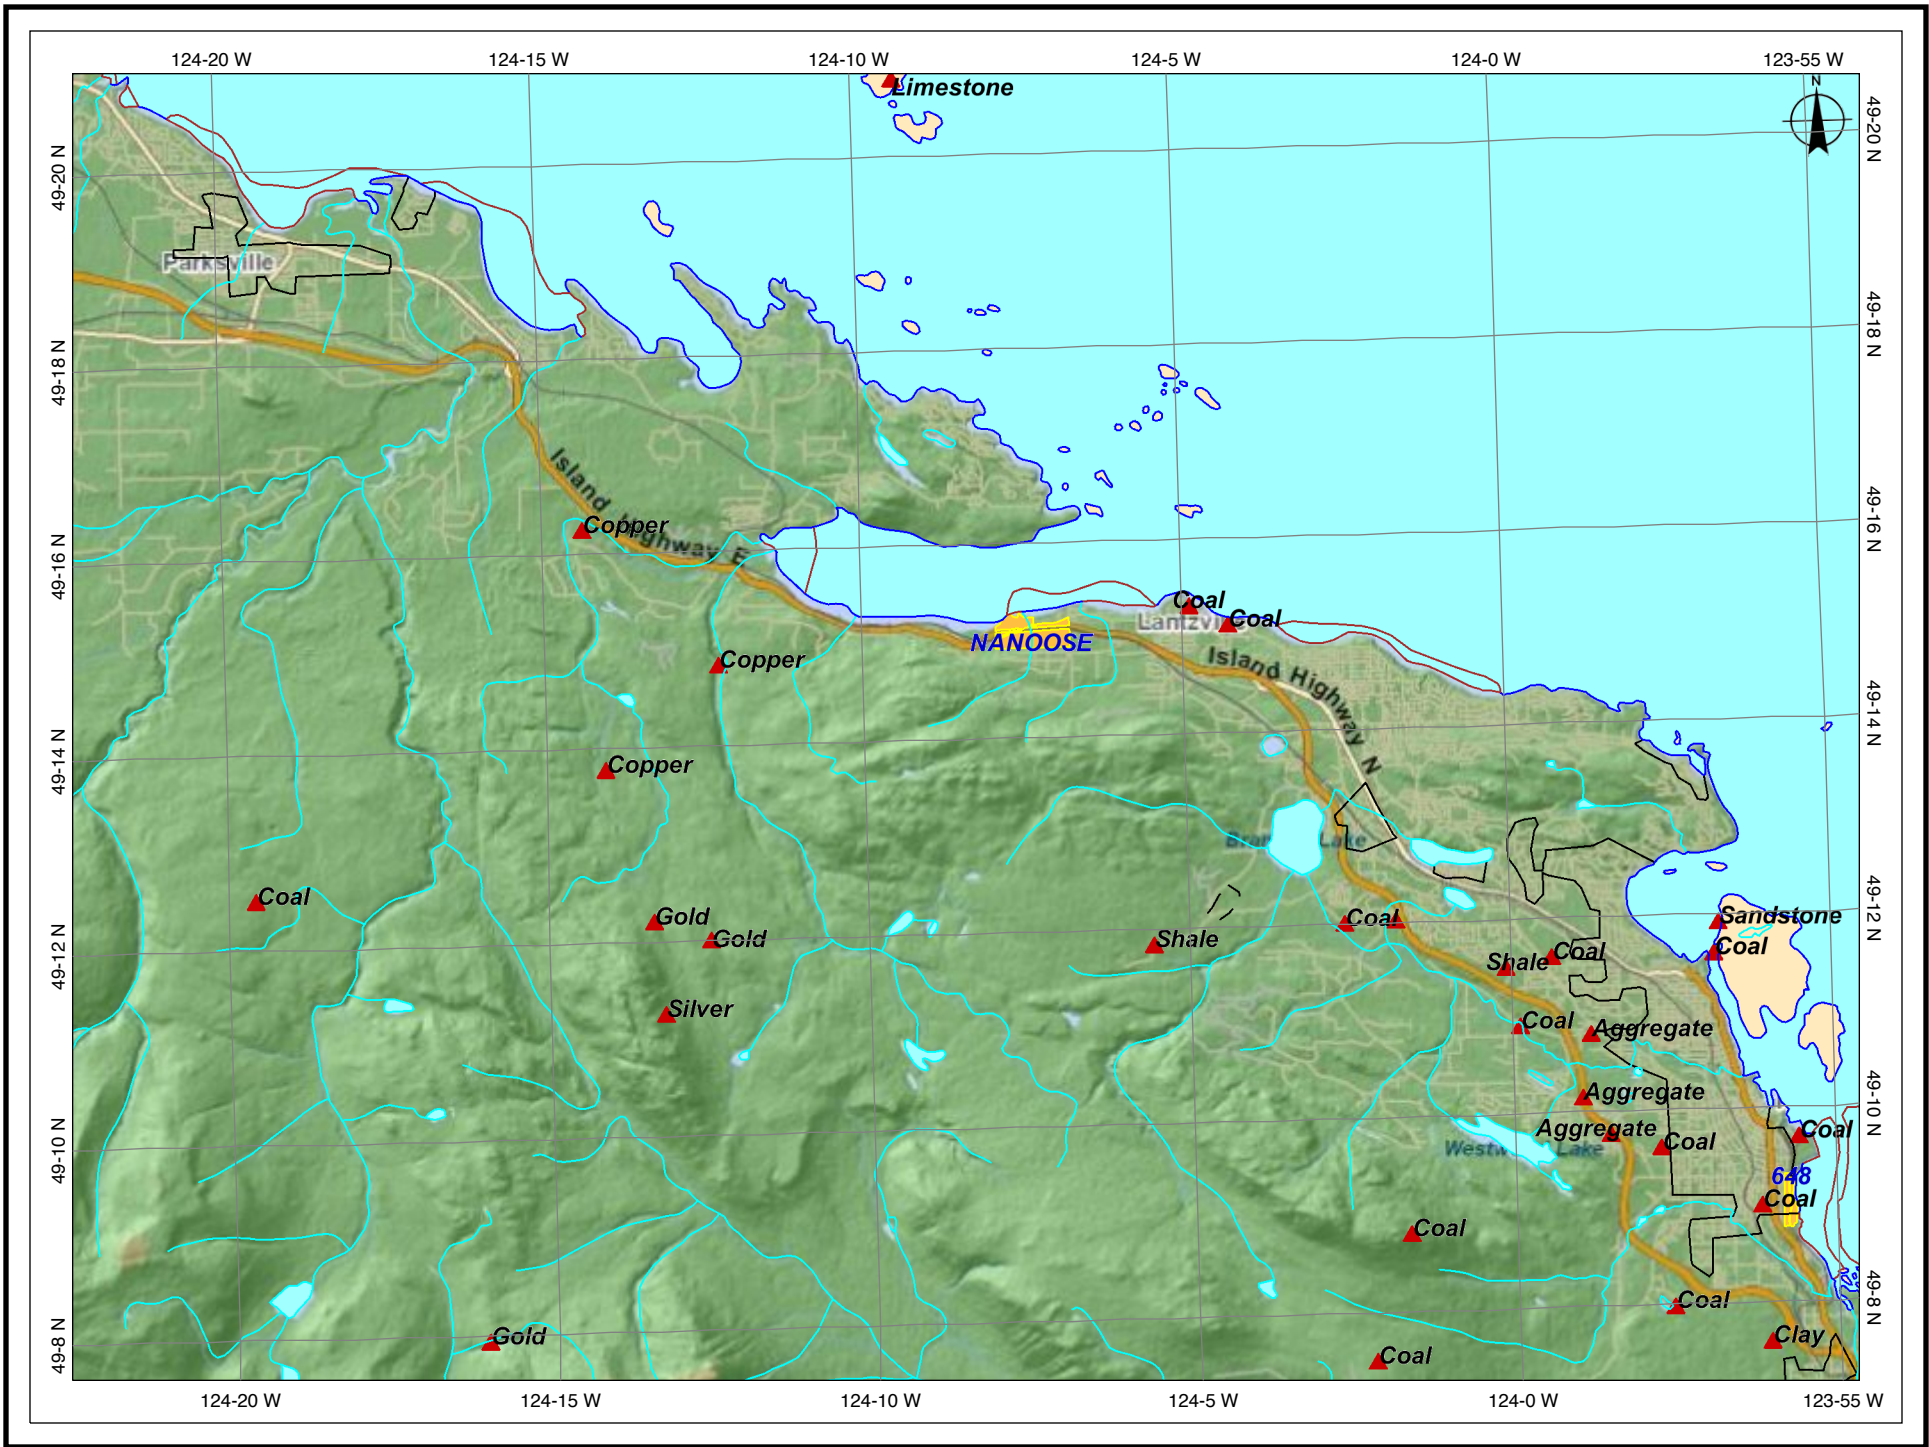 124-20 W 124-15 W 124-10 W 124-5 W 124-0 W 123-55 W
N
Limestone
49-20 N
49-20 N
Parksville
49-18 N
49-18 N
Island Highway E
Copper
49-16 N
49-16 N
Coal
Coal
NANOOSE
Island Highway N
Copper
49-14 N
49-14 N
Copper
Lake
Coal
Gold
Gold
Shale
Coal
Sandstone
Coal
Shale
Coal
49-12 N
49-12 N
Silver
Coal
Aggregate
Aggregate
Aggregate
Coal
Coal
49-10 N
49-10 N
Lake
648
Coal
Coal
Coal
Clay
Gold
Coal
49-8 N
49-8 N
124-20 W 124-15 W 124-10 W 124-5 W 124-0 W 123-55 W